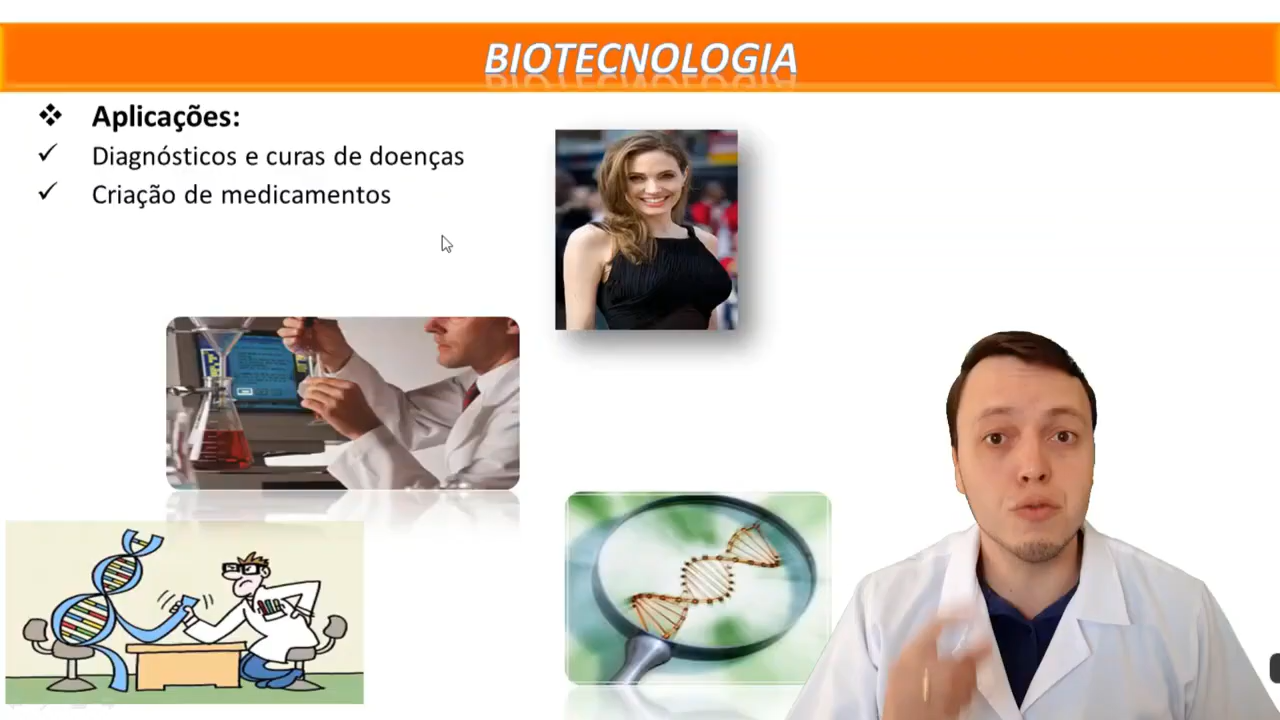 BIOTECNOLOGIA
Aplicações:
Diagnósticos e curas de doenças
Criação de medicamentos